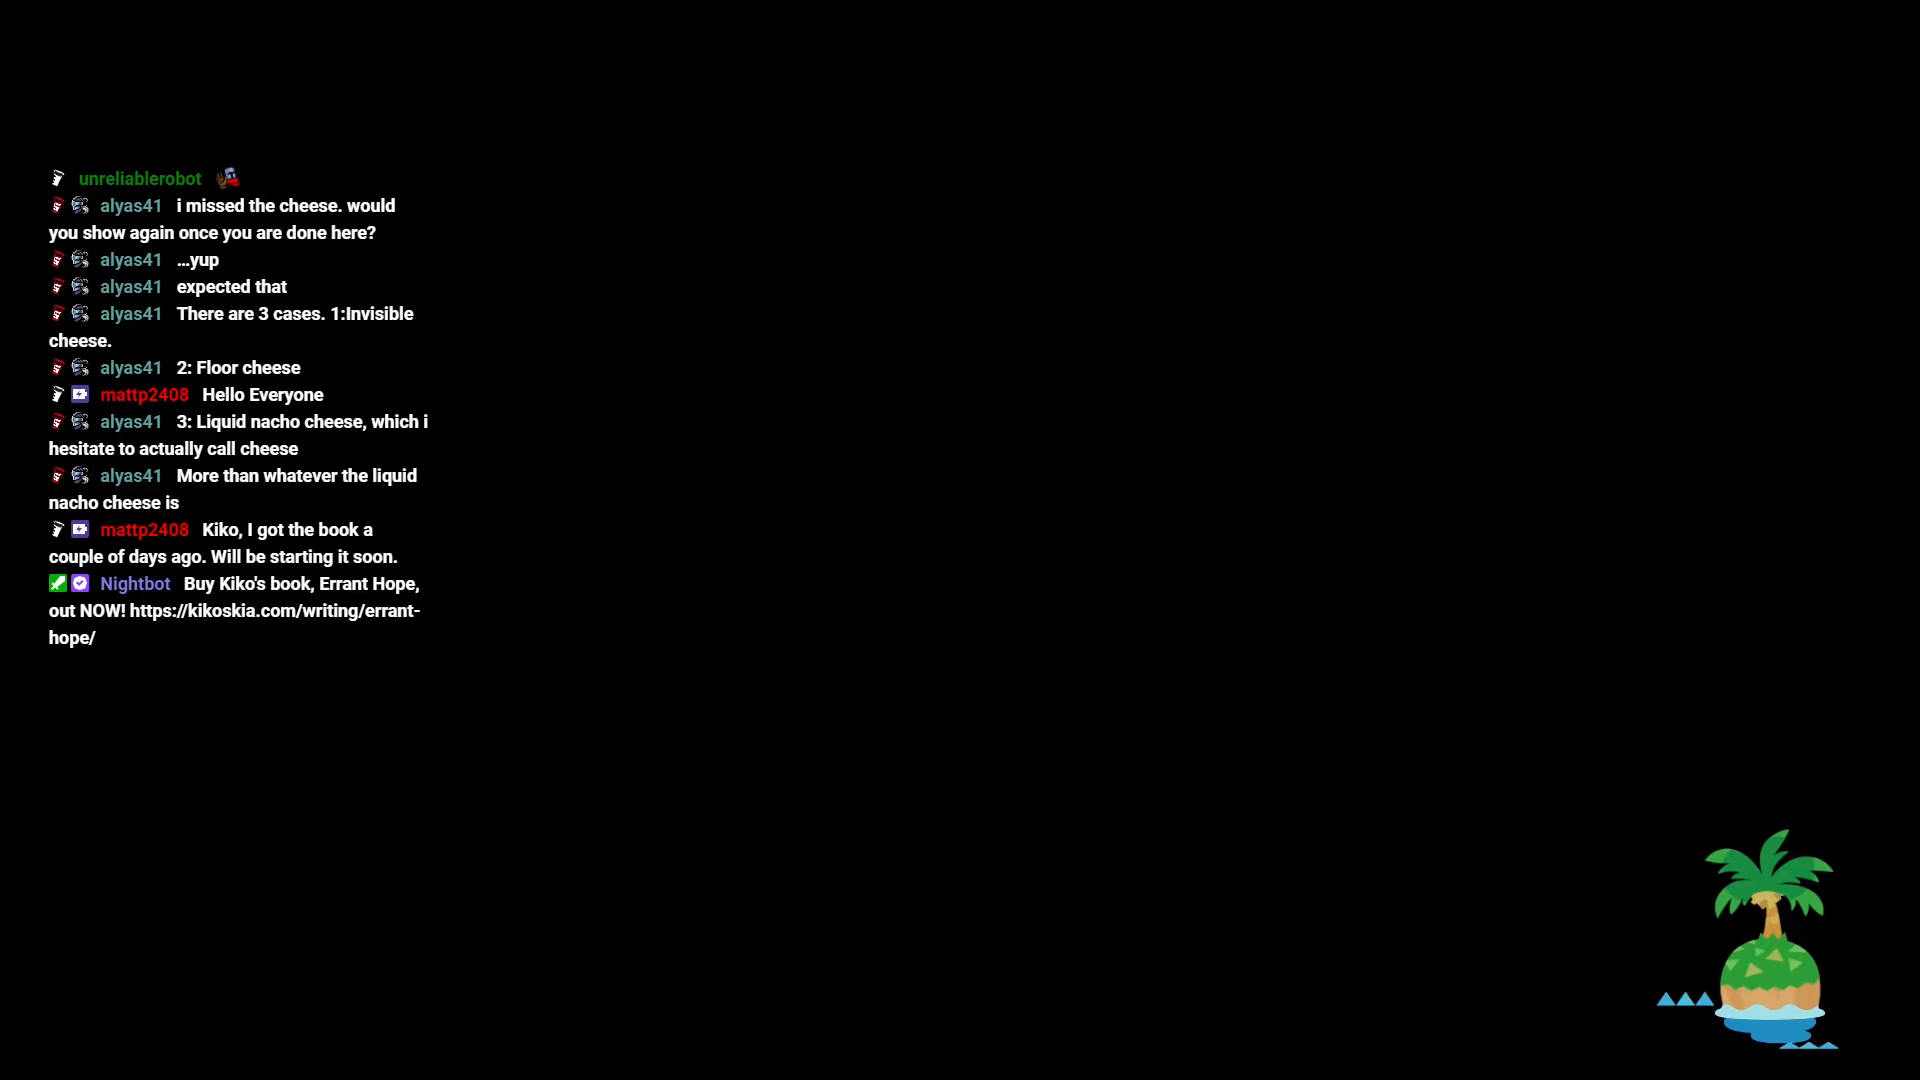 unreliablerobot
alyas41 i missed the cheese. would
you show again once you are done here?
alyas41 ...yup
alyas41 expected that
alyas41 There are 3 cases. 1:Invisible
cheese.
alyas41 2: Floor cheese
mattp2408 Hello Everyone
alyas41 3: Liquid nacho cheese, which i
hesitate to actually call cheese
alyas41 More than whatever the liquid
nacho cheese is
mattp2408 Kiko, I got the book a
couple of days ago. Will be starting it soon.
Nightbot Buy Kiko's book, Errant Hope,
out NOW! https://kikoskia.com/writing/errant-
hope/